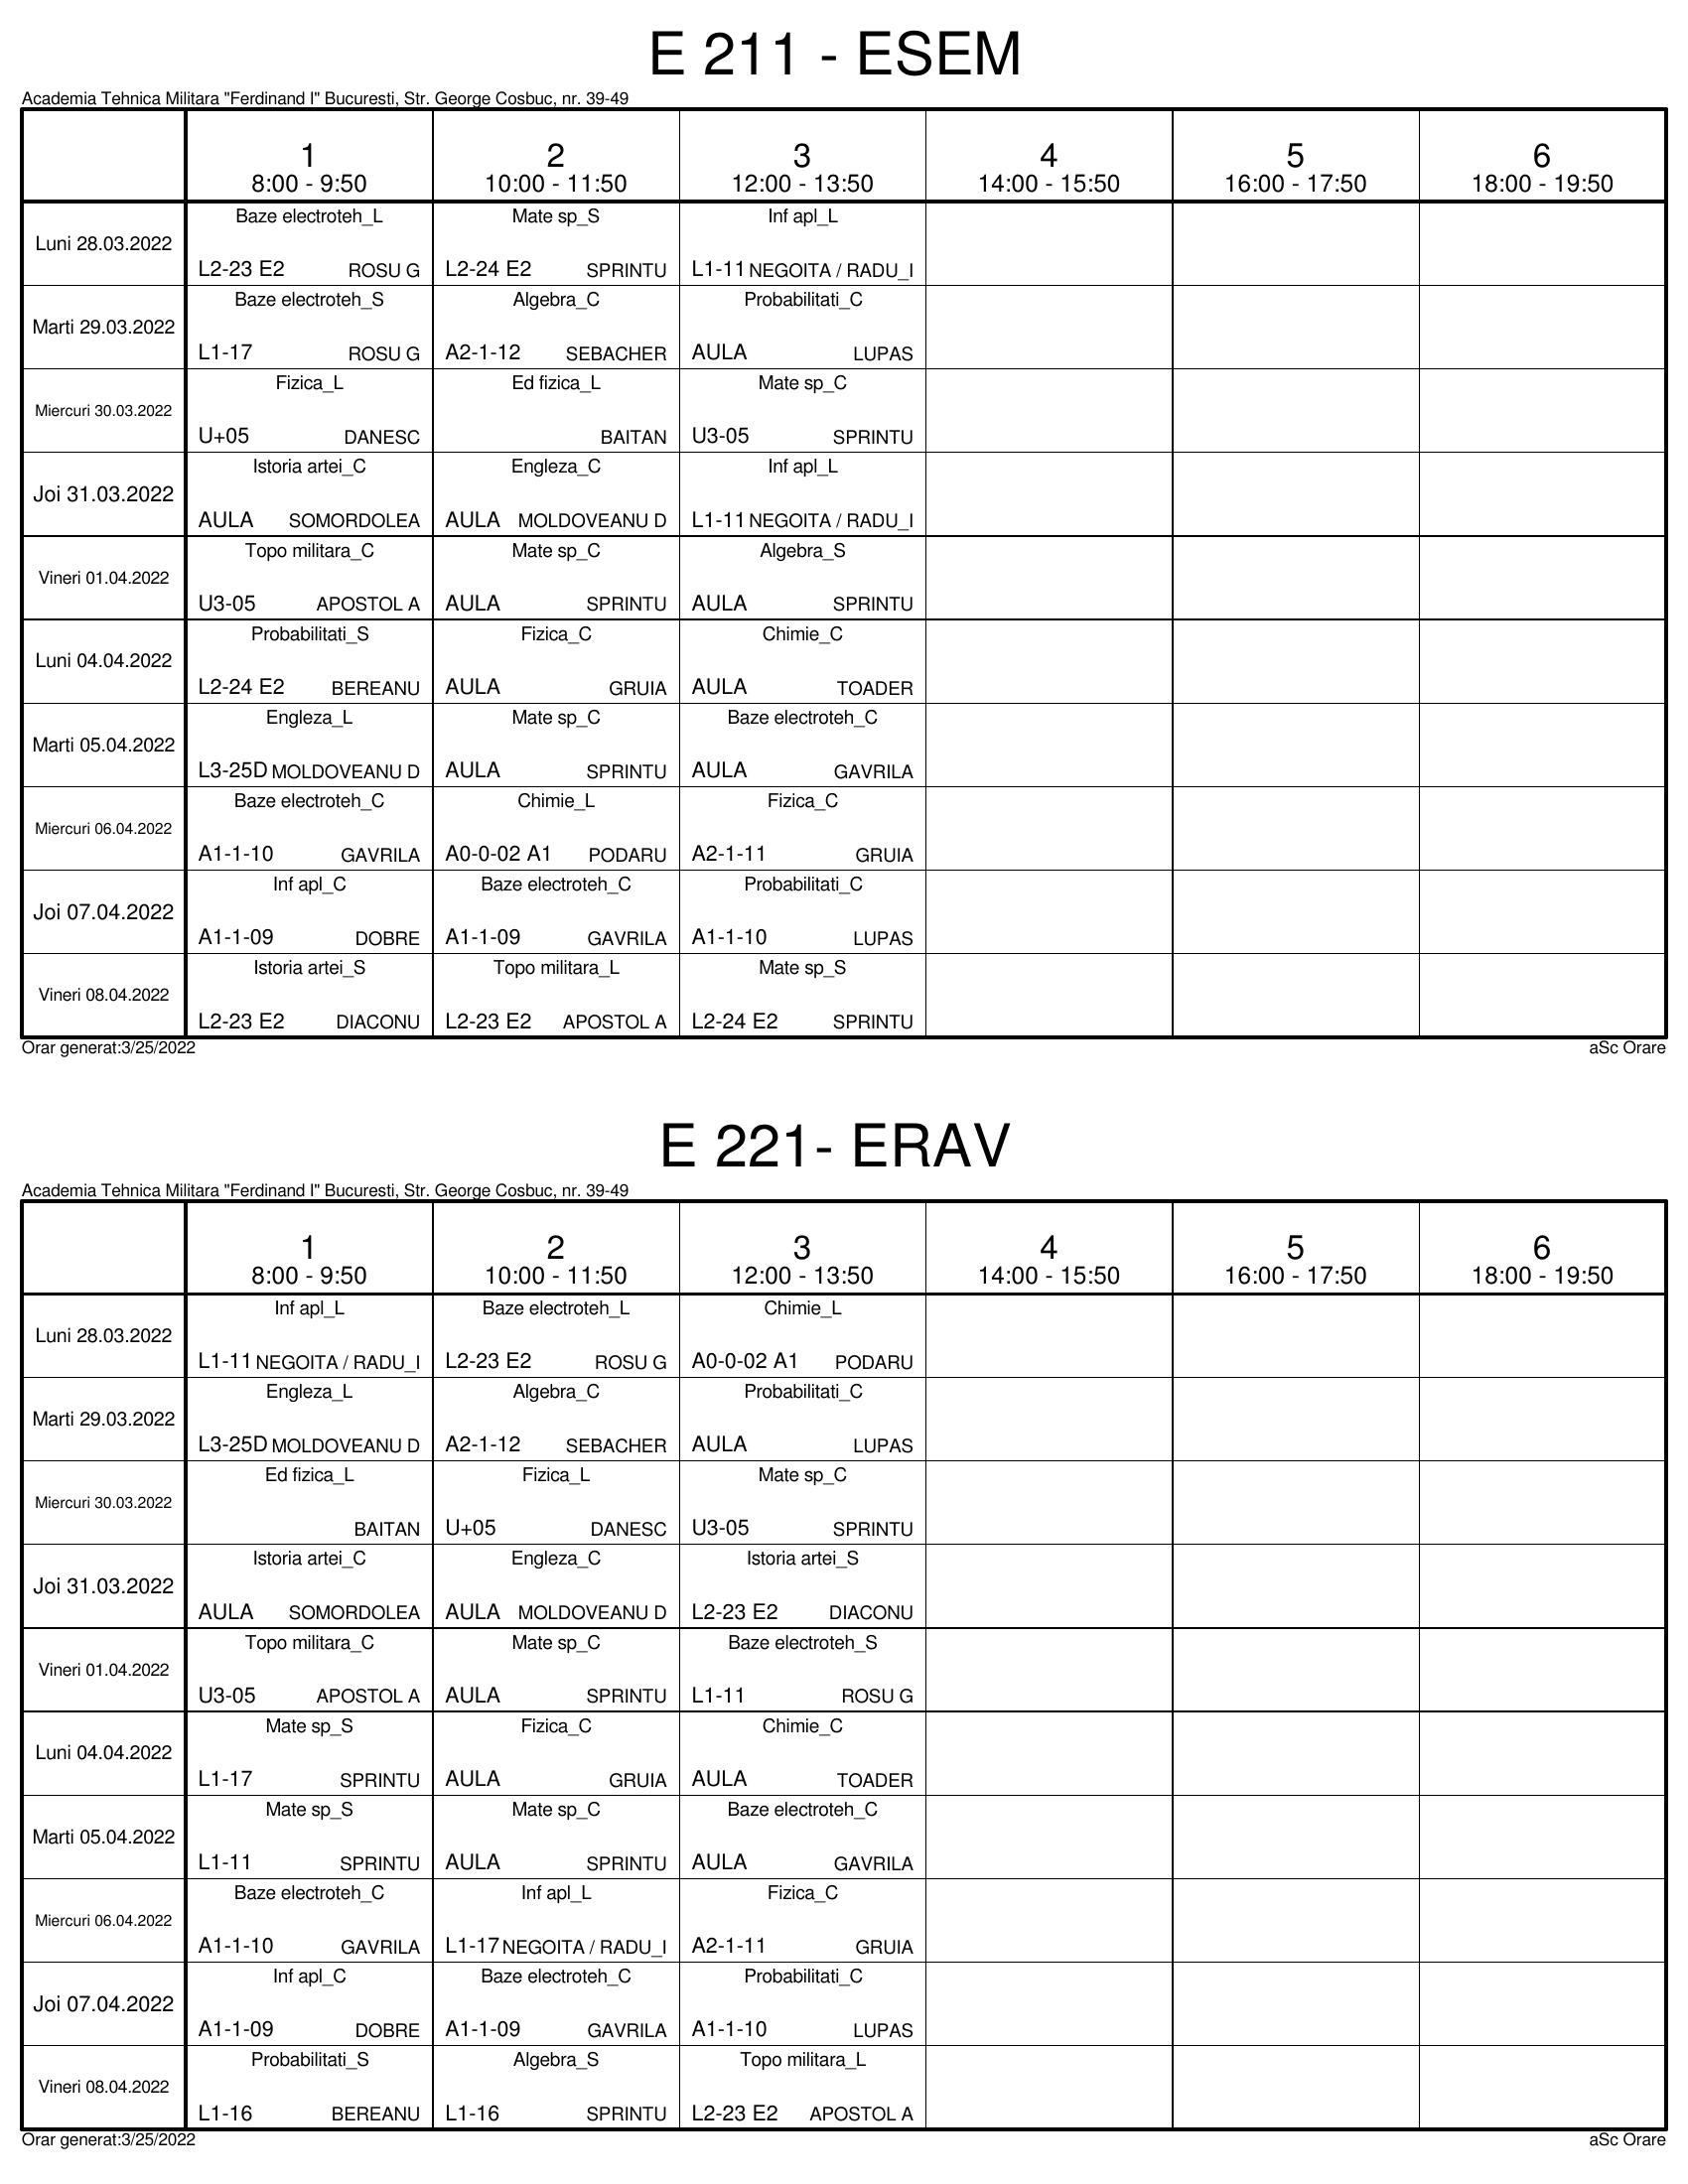 E 211 - ESEM
Academia Tehnica Militara "Ferdinand I" Bucuresti, Str. George Cosbuc, nr. 39-49
1 2 3 4 5 6
8:00 - 9:50 10:00 - 11:50 12:00 - 13:50 14:00 - 15:50 16:00 - 17:50 18:00 - 19:50
Baze electroteh_L Mate sp_S Inf apl_L
Luni 28.03.2022
L2-23 E2 ROSU G L2-24 E2 SPRINTU L1-11 NEGOITA / RADU_I
Baze electroteh_S Algebra_C Probabilitati_C
Marti 29.03.2022
L1-17 ROSU G A2-1-12 SEBACHER AULA LUPAS
Fizica_L Ed fizica_L Mate sp_C
Miercuri 30.03.2022
U+05 DANESC BAITAN U3-05 SPRINTU
Istoria artei_C Engleza_C Inf apl_L
Joi 31.03.2022
AULA SOMORDOLEA AULA MOLDOVEANU D L1-11 NEGOITA / RADU_I
Topo militara_C Mate sp_C Algebra_S
Vineri 01.04.2022
U3-05 APOSTOL A AULA SPRINTU AULA SPRINTU
Probabilitati_S Fizica_C Chimie_C
Luni 04.04.2022
L2-24 E2 BEREANU AULA GRUIA AULA TOADER
Engleza_L Mate sp_C Baze electroteh_C
Marti 05.04.2022
L3-25D MOLDOVEANU D AULA SPRINTU AULA GAVRILA
Baze electroteh_C Chimie_L Fizica_C
Miercuri 06.04.2022
A1-1-10 GAVRILA A0-0-02 A1 PODARU A2-1-11 GRUIA
Inf apl_C Baze electroteh_C Probabilitati_C
Joi 07.04.2022
A1-1-09 DOBRE A1-1-09 GAVRILA A1-1-10 LUPAS
Istoria artei_S Topo militara_L Mate sp_S
Vineri 08.04.2022
L2-23 E2 DIACONU L2-23 E2 APOSTOL A L2-24 E2 SPRINTU
Orar generat:3/25/2022 aSc Orare
E 221- ERAV
Academia Tehnica Militara "Ferdinand I" Bucuresti, Str. George Cosbuc, nr. 39-49
1 2 3 4 5 6
8:00 - 9:50 10:00 - 11:50 12:00 - 13:50 14:00 - 15:50 16:00 - 17:50 18:00 - 19:50
Inf apl_L Baze electroteh_L Chimie_L
Luni 28.03.2022
L1-11 NEGOITA / RADU_I L2-23 E2 ROSU G A0-0-02 A1 PODARU
Engleza_L Algebra_C Probabilitati_C
Marti 29.03.2022
L3-25D MOLDOVEANU D A2-1-12 SEBACHER AULA LUPAS
Ed fizica_L Fizica_L Mate sp_C
Miercuri 30.03.2022
BAITAN U+05 DANESC U3-05 SPRINTU
Istoria artei_C Engleza_C Istoria artei_S
Joi 31.03.2022
AULA SOMORDOLEA AULA MOLDOVEANU D L2-23 E2 DIACONU
Topo militara_C Mate sp_C Baze electroteh_S
Vineri 01.04.2022
U3-05 APOSTOL A AULA SPRINTU L1-11 ROSU G
Mate sp_S Fizica_C Chimie_C
Luni 04.04.2022
L1-17 SPRINTU AULA GRUIA AULA TOADER
Mate sp_S Mate sp_C Baze electroteh_C
Marti 05.04.2022
L1-11 SPRINTU AULA SPRINTU AULA GAVRILA
Baze electroteh_C Inf apl_L Fizica_C
Miercuri 06.04.2022
A1-1-10 GAVRILA L1-17 NEGOITA / RADU_I A2-1-11 GRUIA
Inf apl_C Baze electroteh_C Probabilitati_C
Joi 07.04.2022
A1-1-09 DOBRE A1-1-09 GAVRILA A1-1-10 LUPAS
Probabilitati_S Algebra_S Topo militara_L
Vineri 08.04.2022
L1-16 BEREANU L1-16 SPRINTU L2-23 E2 APOSTOL A
Orar generat:3/25/2022 aSc Orare